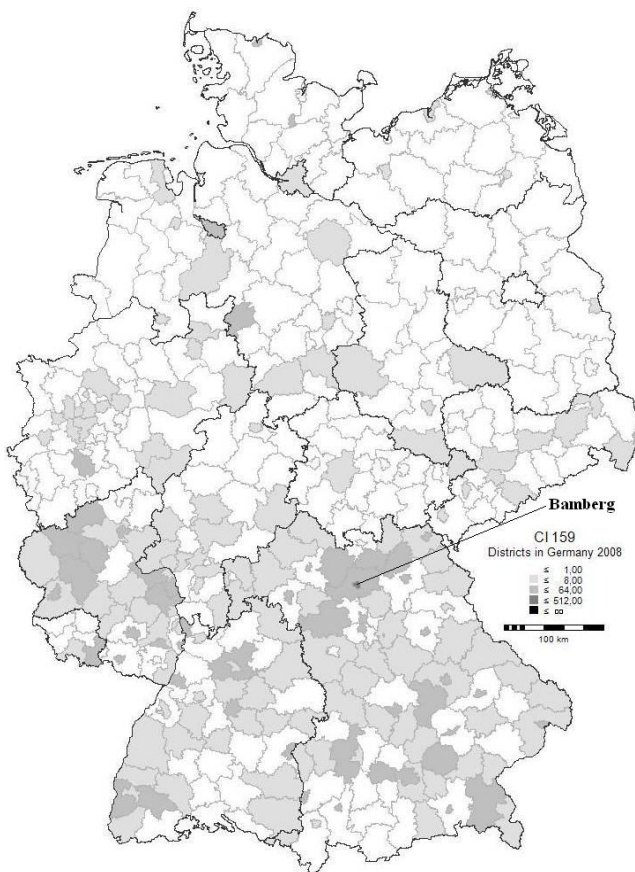 Bamberg
CI 159
Districts in Germany 2008
≤ 1,00
≤ 8,00
≤ 64,00
≤ 512,00
≤ ∞
100 km